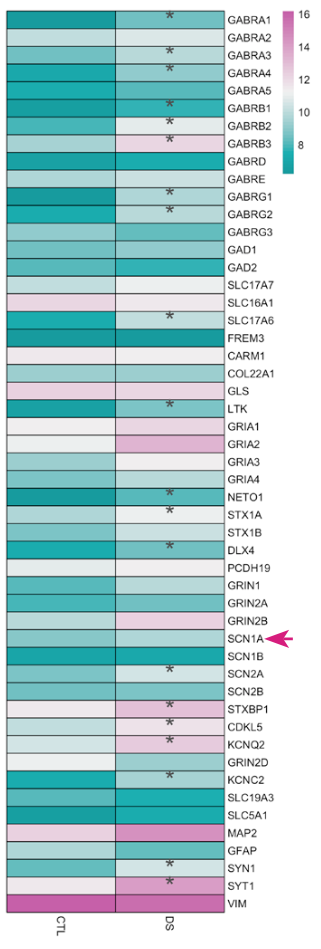 GABRA1 *
GABRA2
GABRA3 *
GABRA4 *
GABRA5
GABRB1 *
GABRB2 *
GABRB3 *
GABRD
GABRE
GABRG1 *
GABRG2 *
GABRG3
GAD1
GAD2
SLC17A7
SLC16A1
SLC17A6 *
FREM3
CARM1
COL22A1
GLS
LTK *
GRIA1
GRIA2
GRIA3
GRIA4
NETO1 *
STX1A *
STX1B
DLX4 *
PCDH19
GRIN1
GRIN2A
GRIN2B
SCN1A
SCN1B
SCN2A *
SCN2B
STXBP1 *
CDKL5 *
KCNQ2 *
GRIN2D
KCNC2 *
SLC19A3
SLC5A1
MAP2
GFAP
SYN1 *
SYT1 *
VIM
CTL
DS
16
14
12
10
8